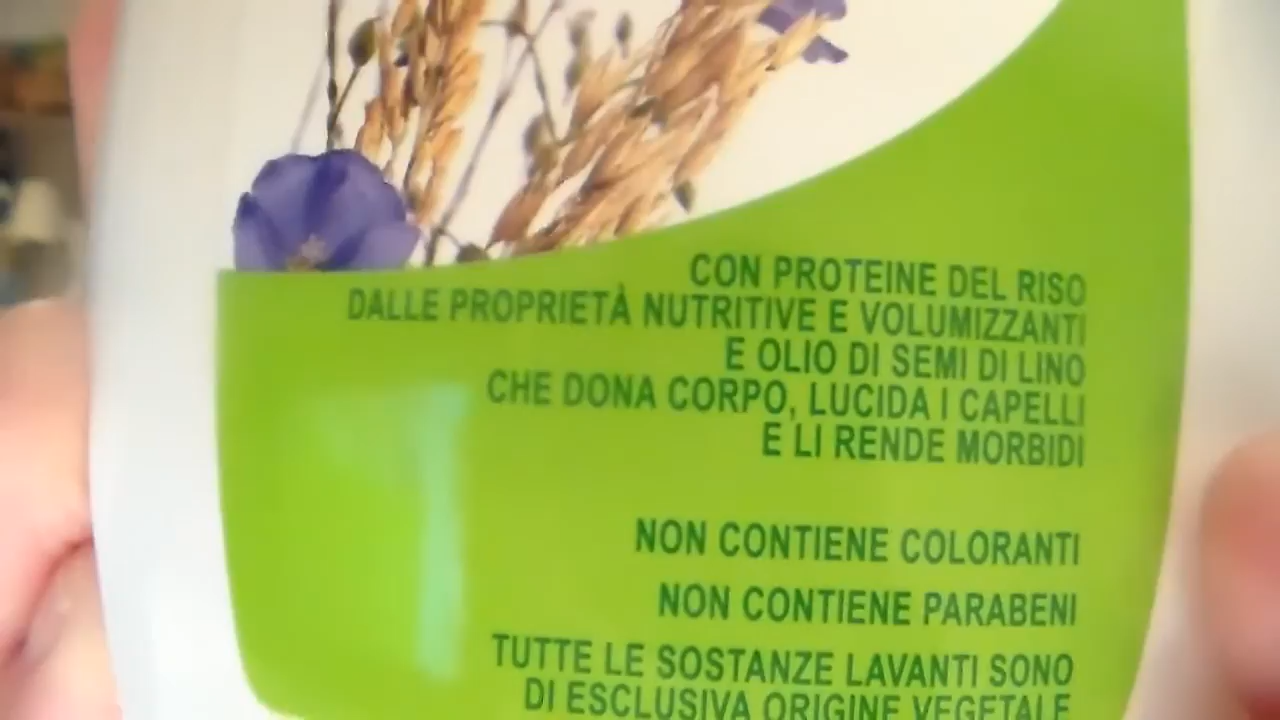 CON PROTEINE DEL RISO
DALLE PROPRIETÀ NUTRITIVE E VOLUMIZZANTI
E OLIO DI SEMI DI LINO
CHE DONA CORPO, LUCIDA I CAPELLI
E LI RENDE MORBIDI
NON CONTIENE COLORANTI
NON CONTIENE PARABENI
TUTTE LE SOSTANZE LAVANTI SONO
DI ESCLUSIVA ORIGINE VEGETALE